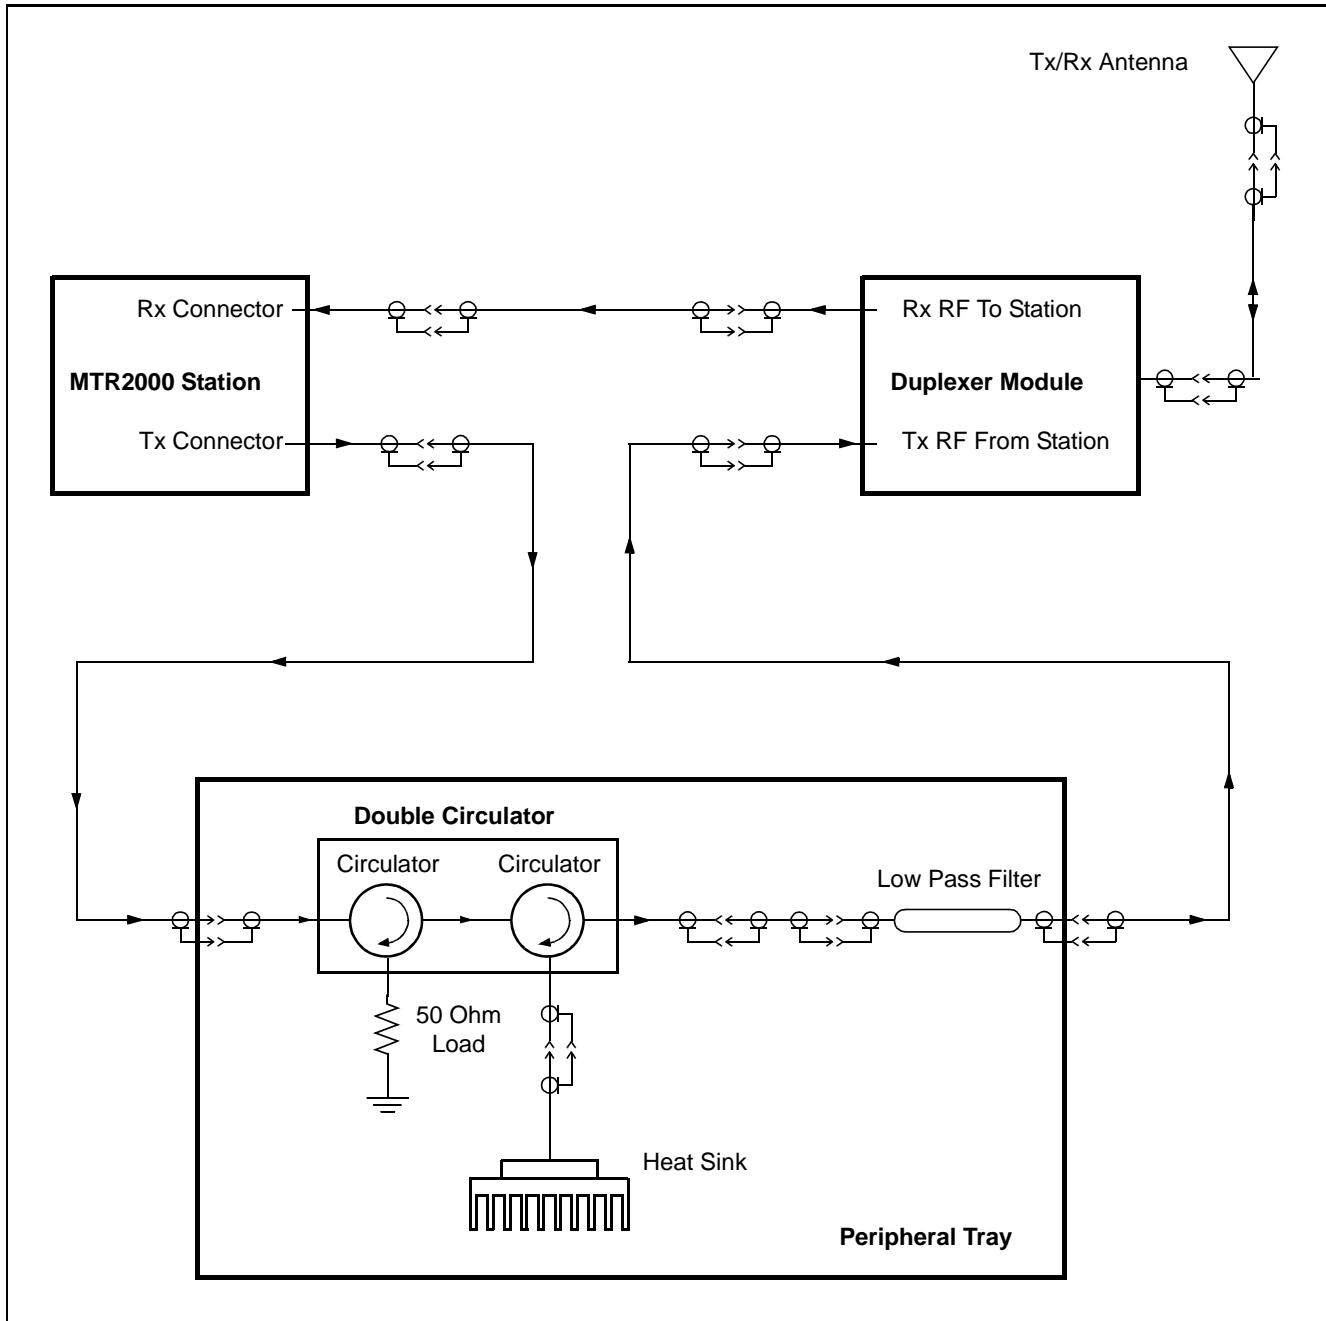 Tx/Rx Antenna
Rx Connector
Rx RF To Station
MTR2000 Station
Duplexer Module
Tx Connector
Tx RF From Station
Double Circulator
Circulator
Circulator
Low Pass Filter
50 Ohm
Load
Heat Sink
Peripheral Tray